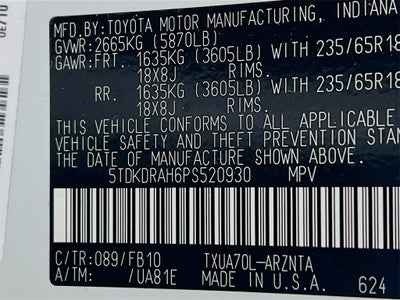 0E710
MFD. BY: TOYOTA MOTOR MANUFACTURING, INDIANA
GVWR: 2665KG (5870LB)
GAWR: FRT. 1635KG (3605LB) WITH 235/65R18
18X8J RIMS.
RR. 1635KG (3605LB) WITH 235/65R18
18X8J RIMS.
THIS VEHICLE CONFORMS TO ALL APPLICABLE
VEHICLE SAFETY AND THEFT PREVENTION STAN
THE DATE OF MANUFACTURE SHOWN ABOVE.
5TDKDRAH6PS520930 MPV
C/TR: 089/FB10 TXUA70L-ARZNTA
A/TM: /UA81E MADE IN U.S.A. 624